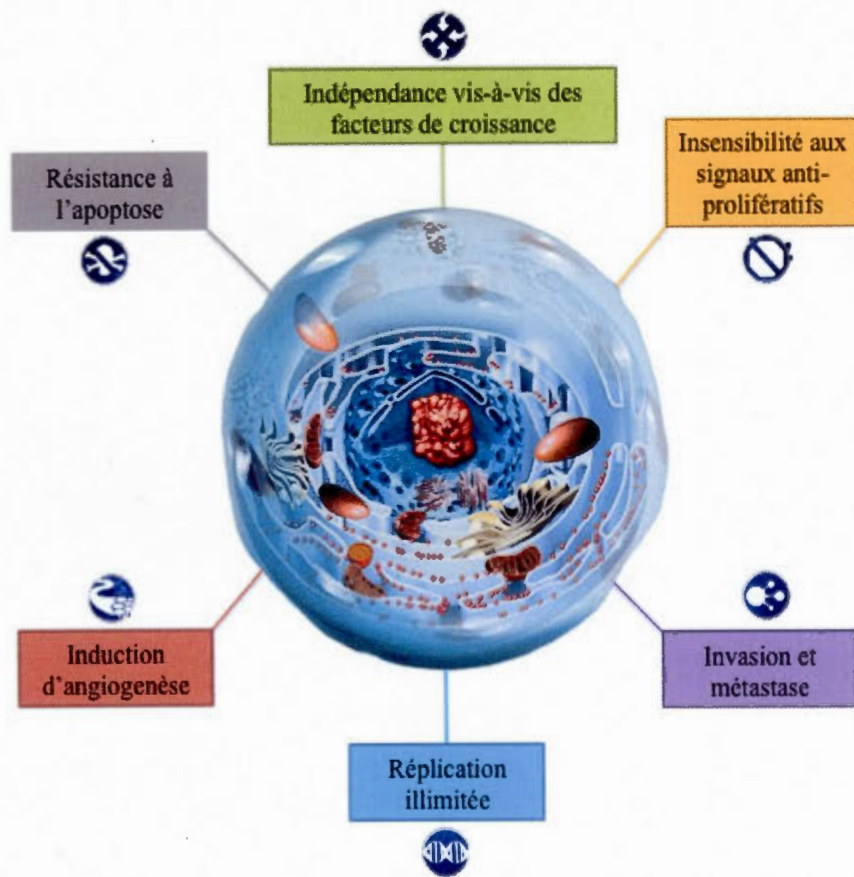 Indépendance vis-à-vis des
facteurs de croissance
Insensibilité aux
signaux anti-
prolifératifs
Résistance à
l'apoptose
Induction
d'angiogenèse
Invasion et
métastase
Réplication
illimitée